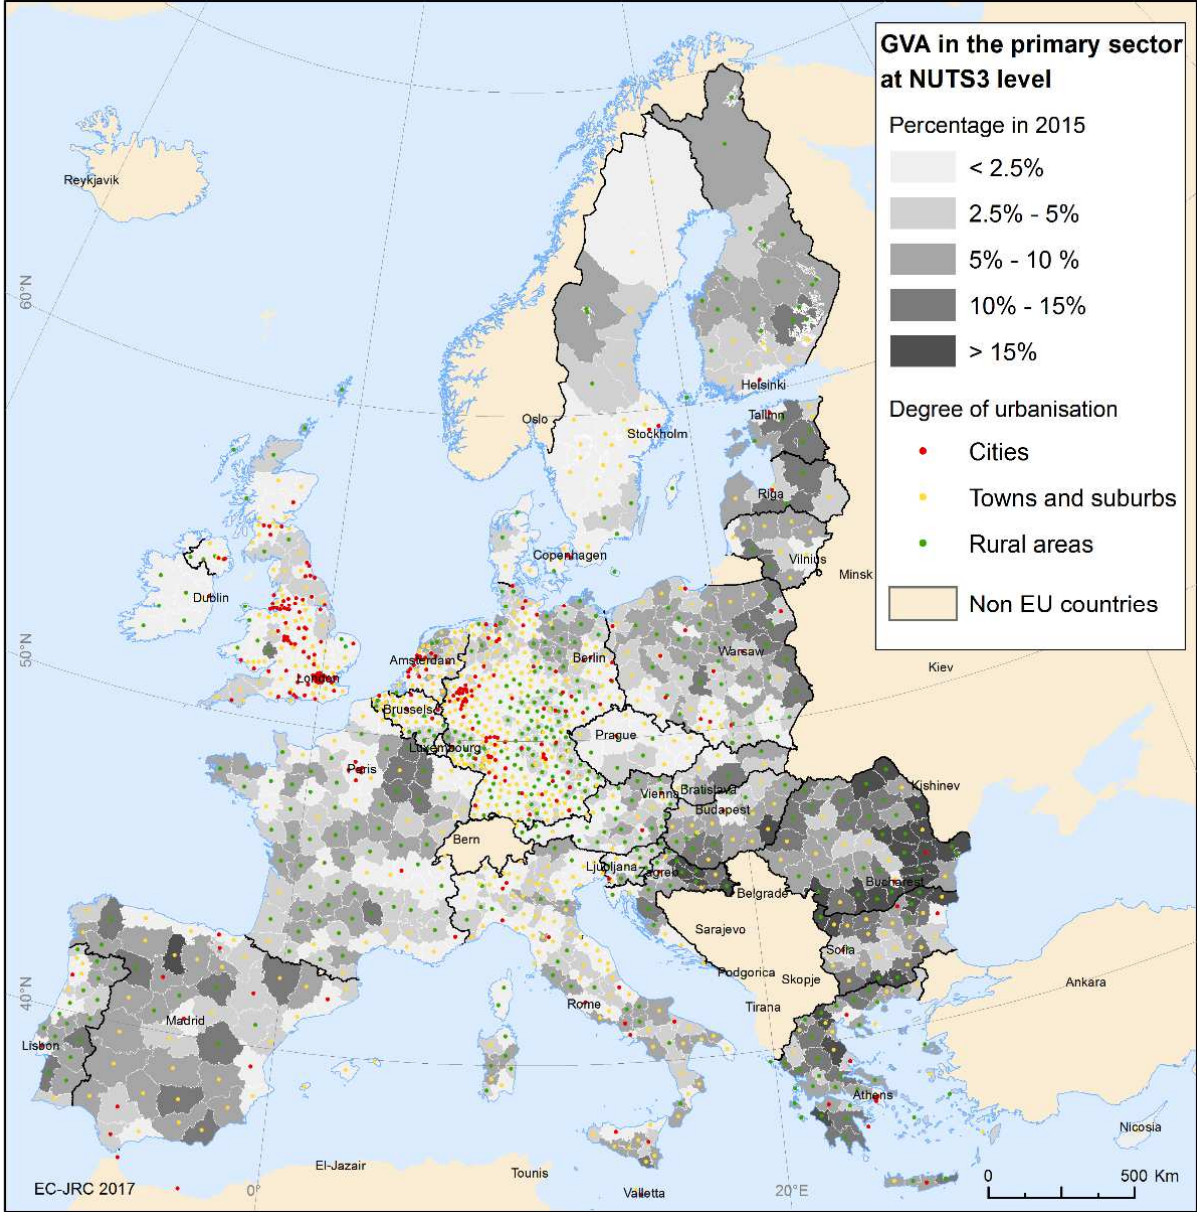 GVA in the primary sector
at NUTS3 level
Percentage in 2015
< 2.5%
2.5% - 5%
5% - 10 %
10% - 15%
> 15%
Degree of urbanisation
Cities
Towns and suburbs
Rural areas
Non EU countries
Reykjavik
60°N
Helsinki
Oslo
Tallinn
Stockholm
Riga
Copenhagen
Vilnius
Minsk
Dublin
50°N
Amsterdam
Berlin
Warsaw
London
Kiev
Brussels
Prague
Luxembourg
Paris
Kishinev
Vienna
Bratislava
Budapest
Bern
Ljubljana
Zagreb
Bucharest
Belgrade
Sarajevo
Sofia
Podgorica
Skopje
Ankara
40°N
Rome
Tirana
Madrid
Lisbon
Athens
Nicosia
El-Jazair
Tounis
0 500 Km
EC-JRC 2017
0°
Valletta
20°E